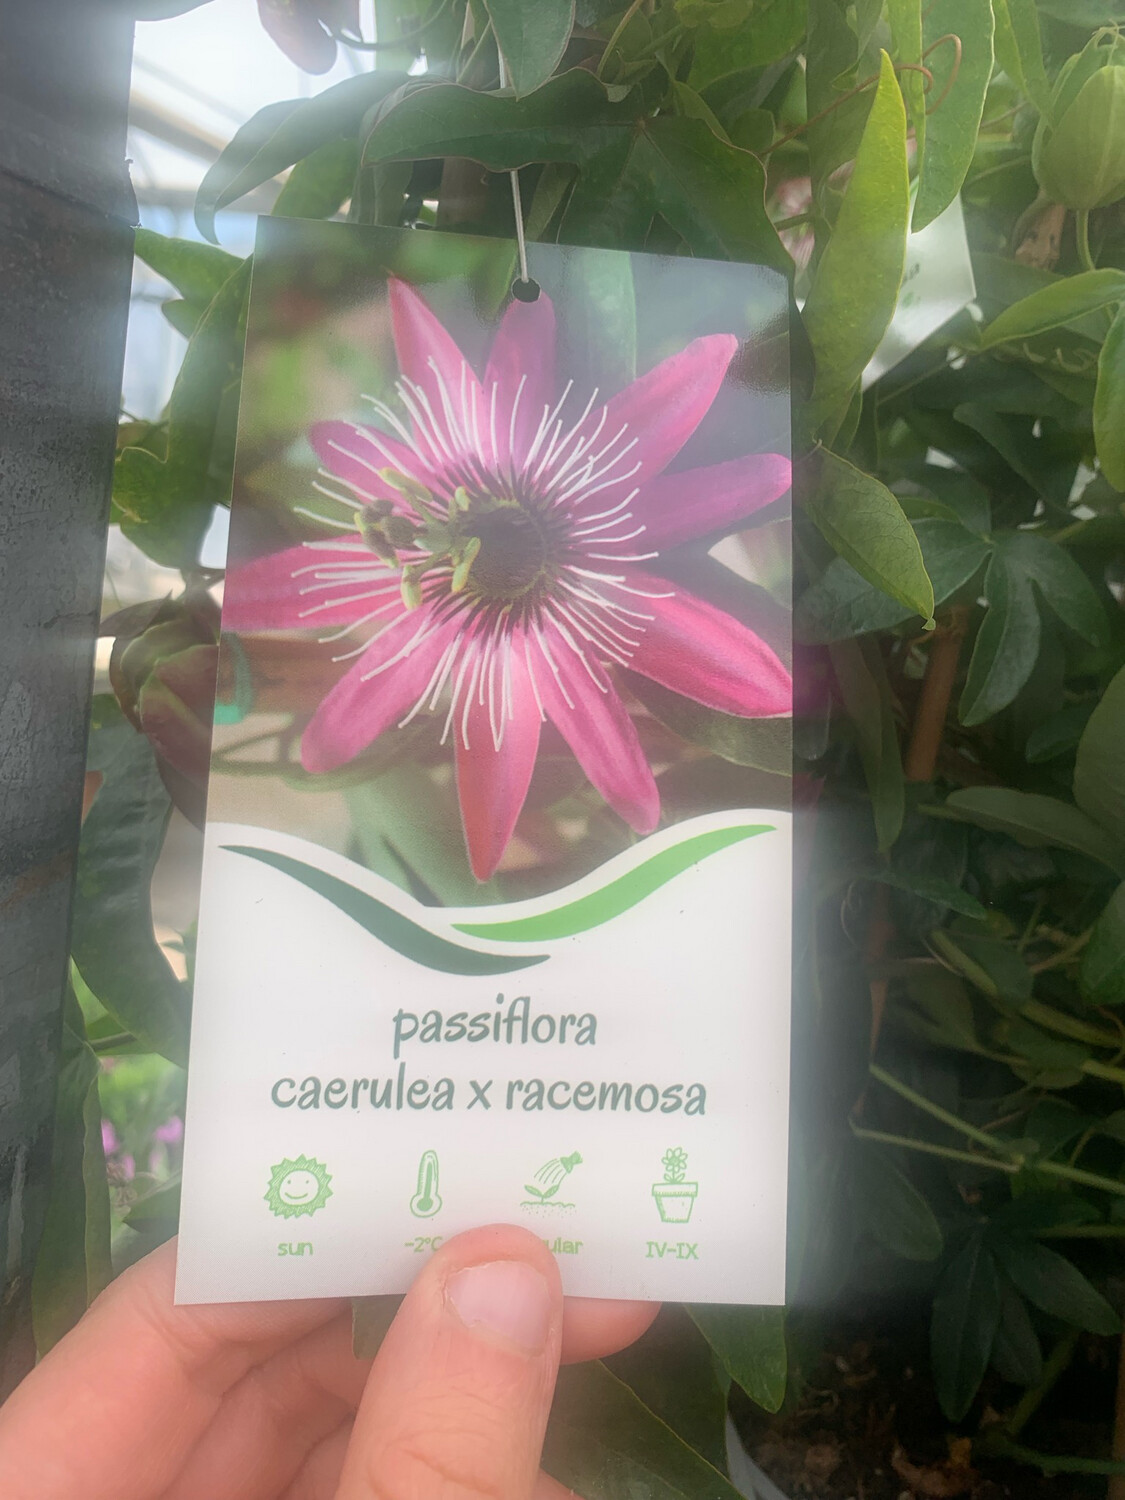 passiflora
caerulea x racemosa
sun
-2°C
IV-IX